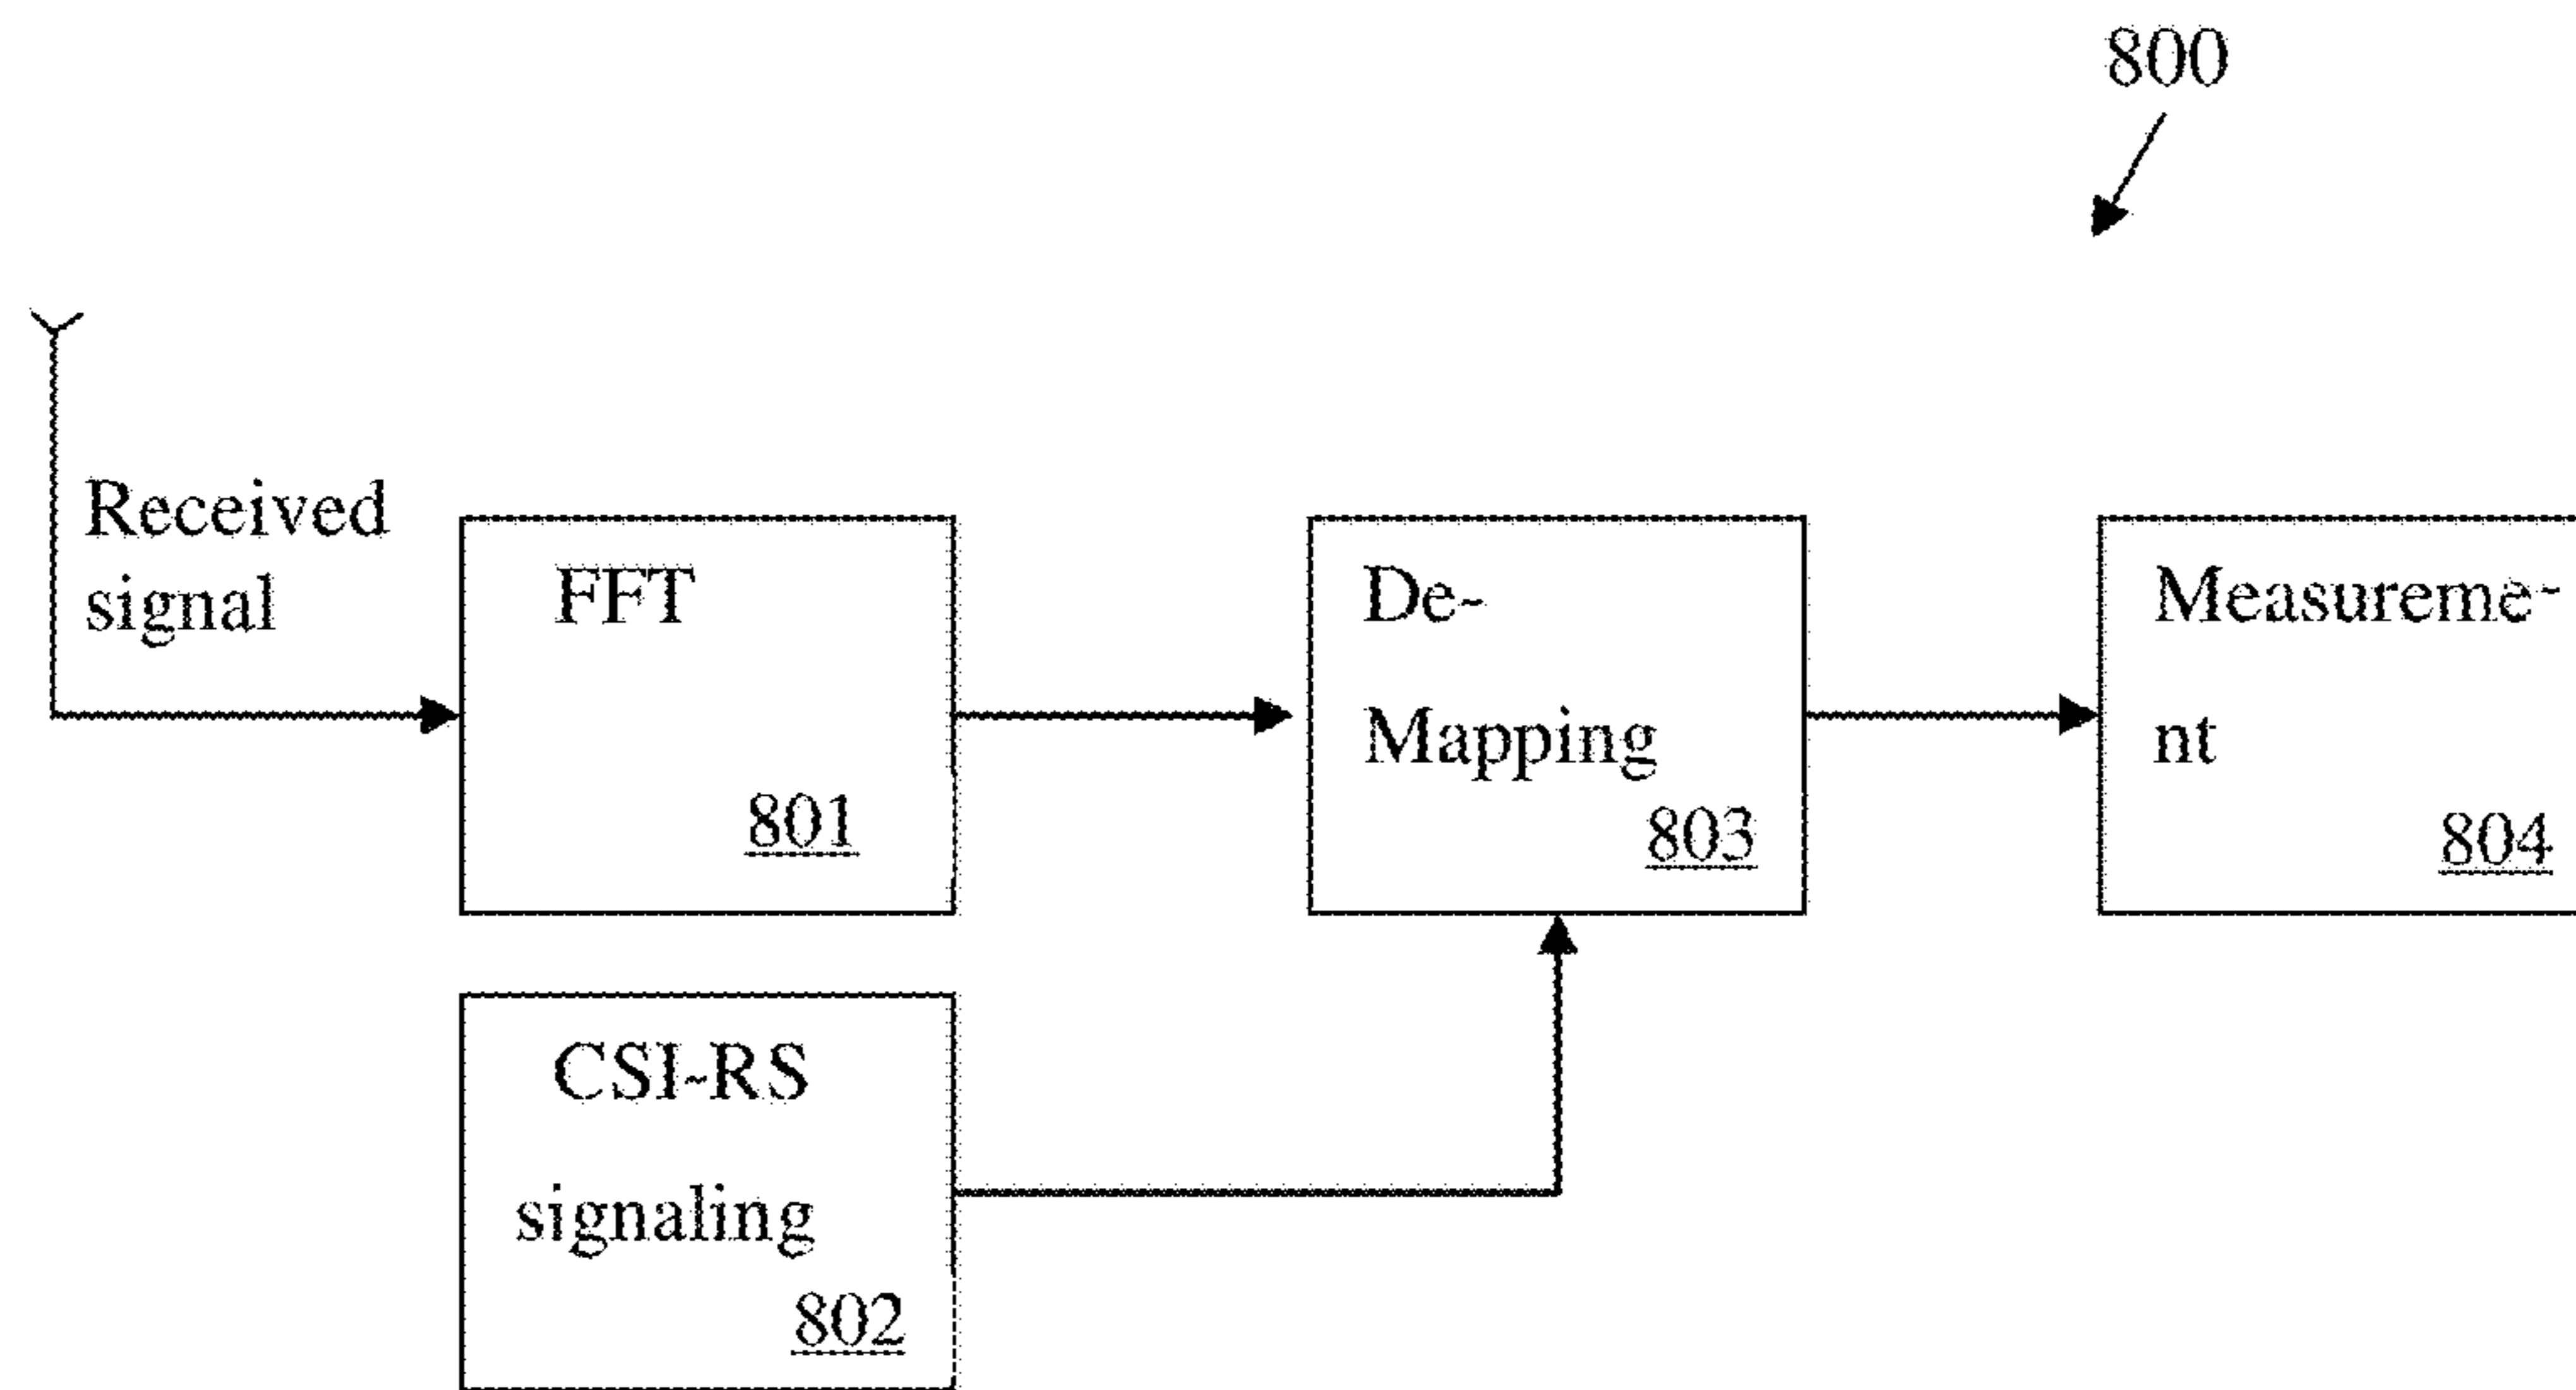 800
Received
signal
FFT
801
De-
Mapping
803
Measureme-
nt
804
CSI-RS
signaling
802